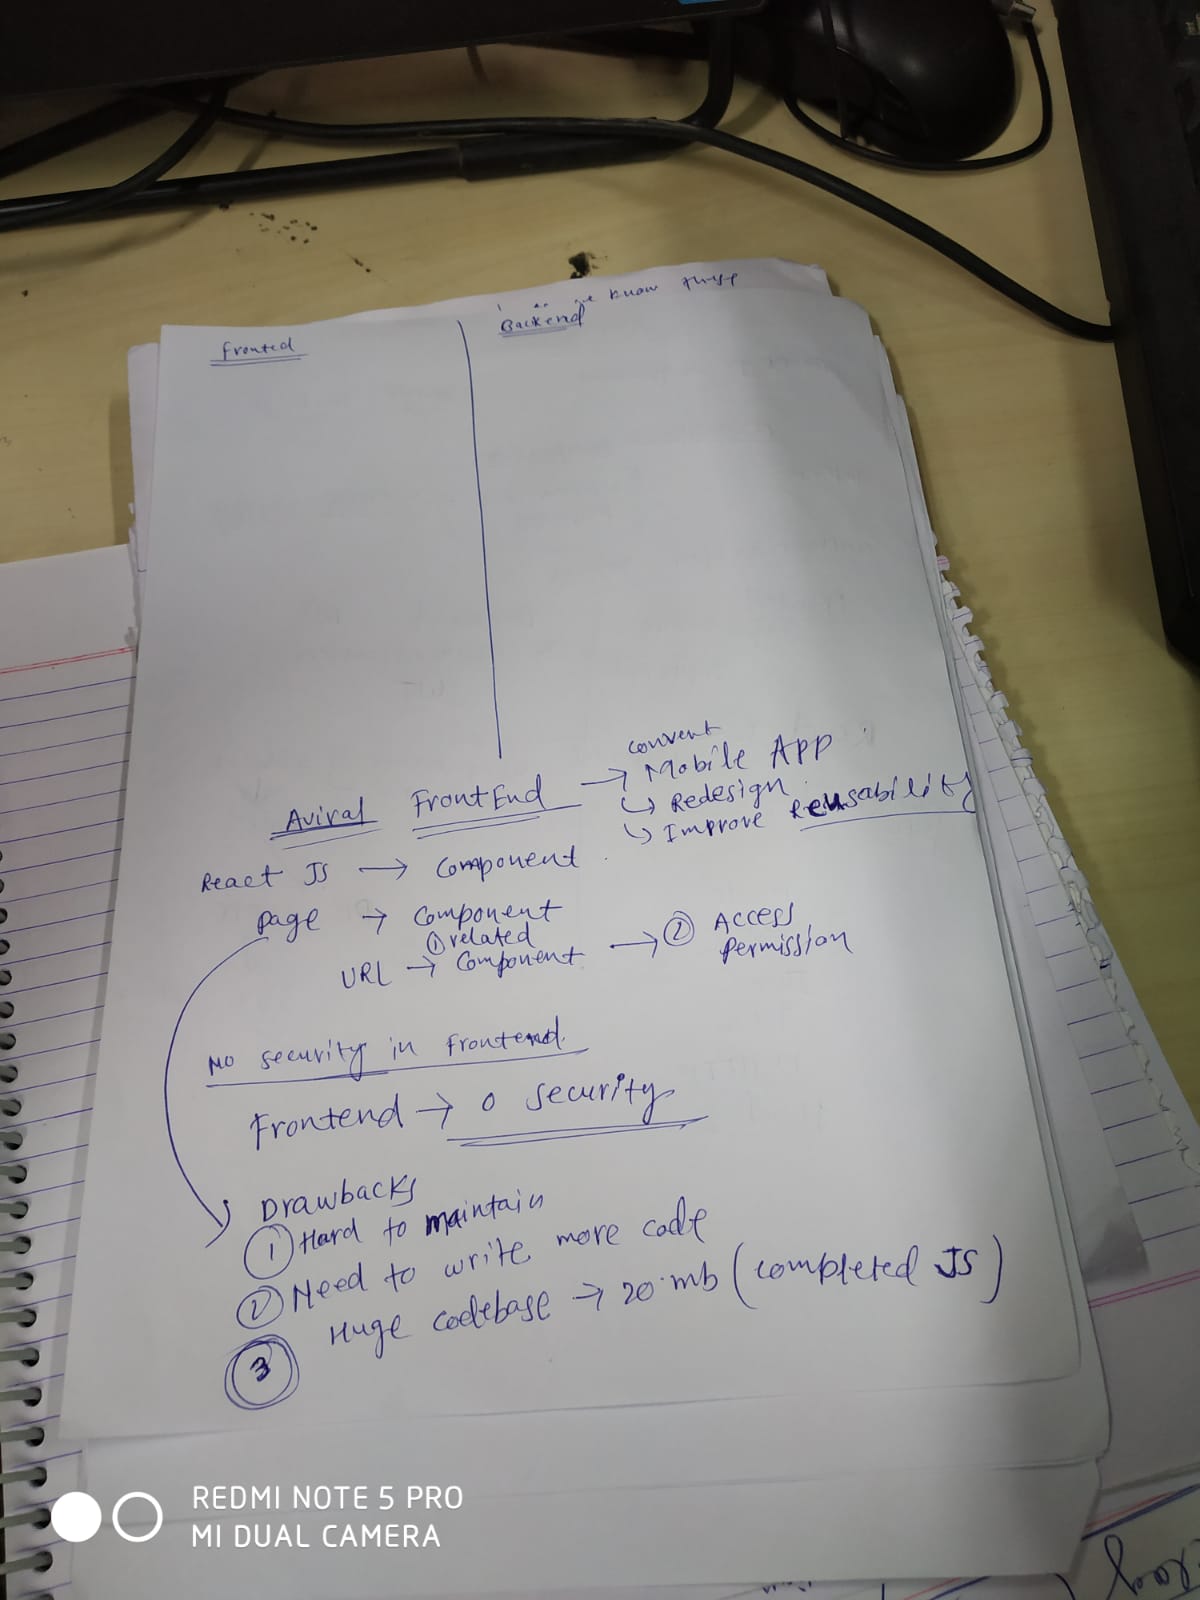 we know
Fronted
Backend
convert
Aviral FrontEnd → Mobile App
↳ Redesign
↳ Improve Reusability
React JS → Component
page → Component
① related
URL → Component → ② Access Permission
No security in Frontend.
Frontend → 0 security
Drawbacks
① Hard to maintain
② Need to write more code
③ Huge codebase → 20 mb (completed JS)
REDMI NOTE 5 PRO
MI DUAL CAMERA